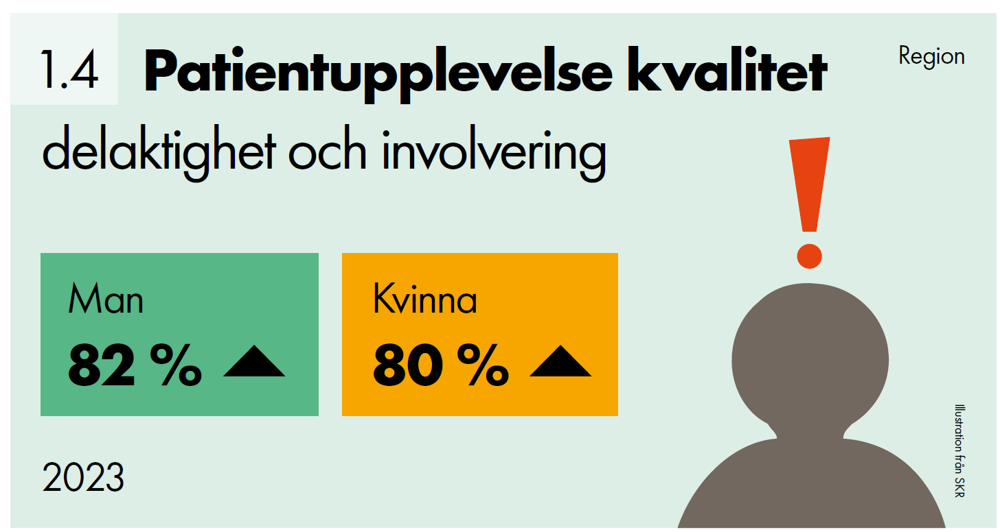 1.4 Patientupplevelse kvalitet
Region
delaktighet och involvering
Man
82 %
Kvinna
80 %
2023
Illustration från SKR